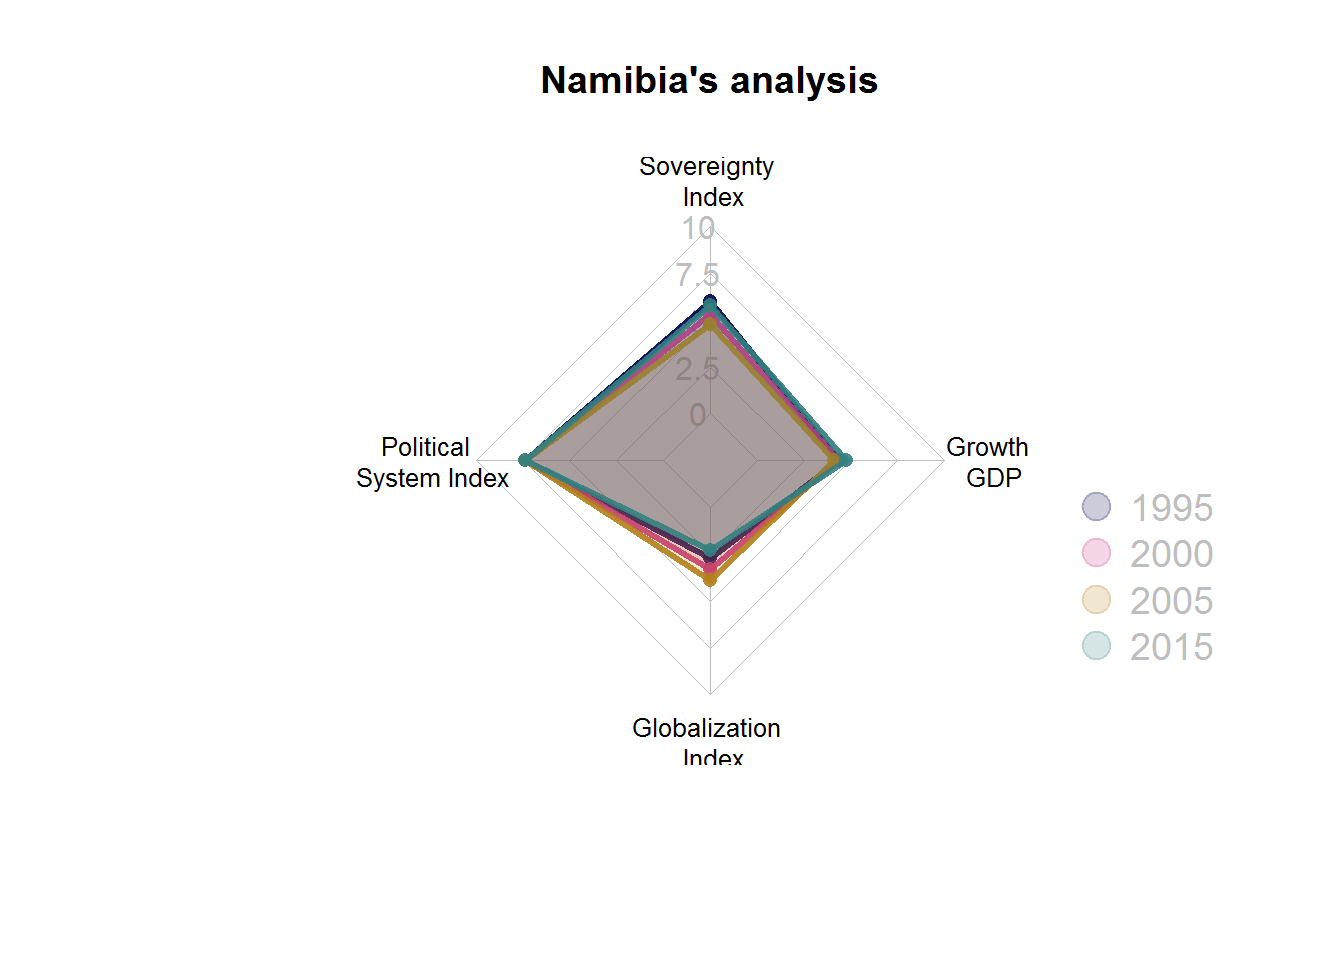 Namibia's analysis
Sovereignty
Index
10
7.5
2.5
0
Political
System Index
Growth
GDP
1995
2000
2005
2015
Globalization
Index